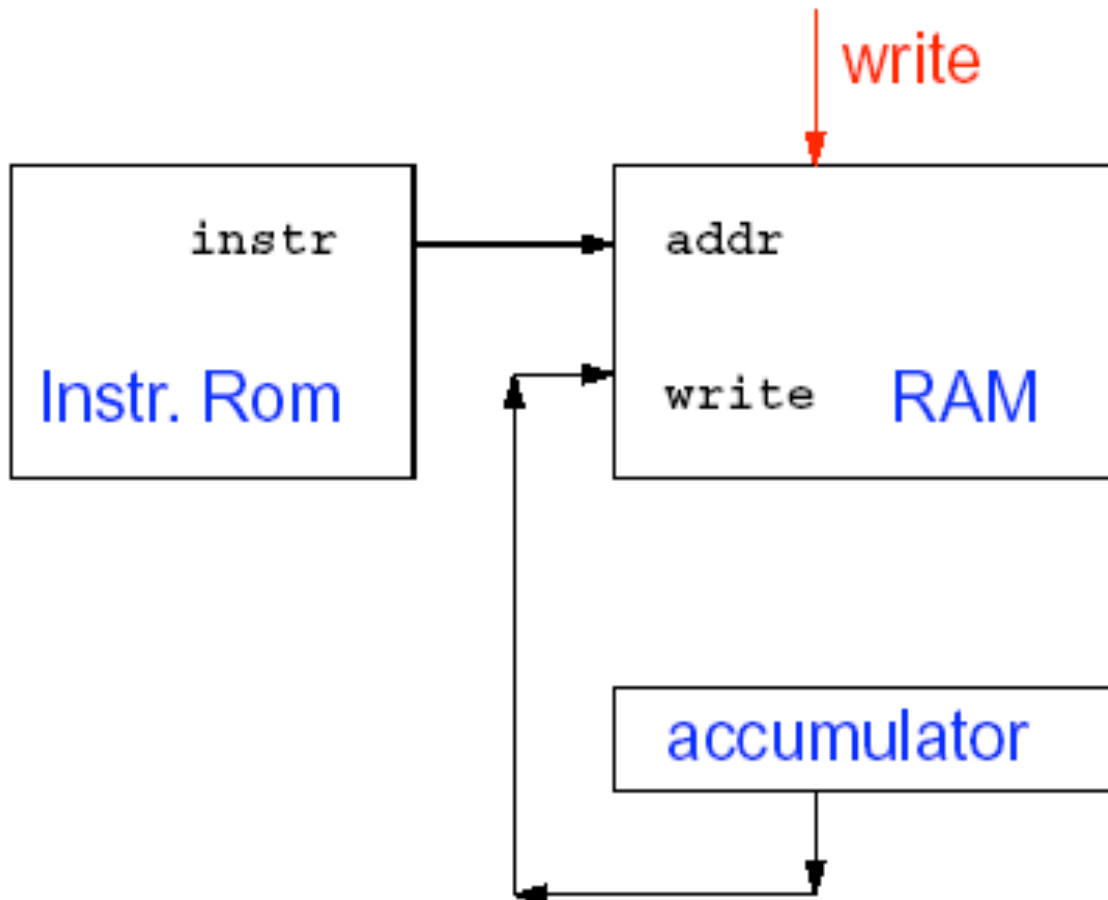 write
instr
addr
Instr. Rom
write
RAM
accumulator